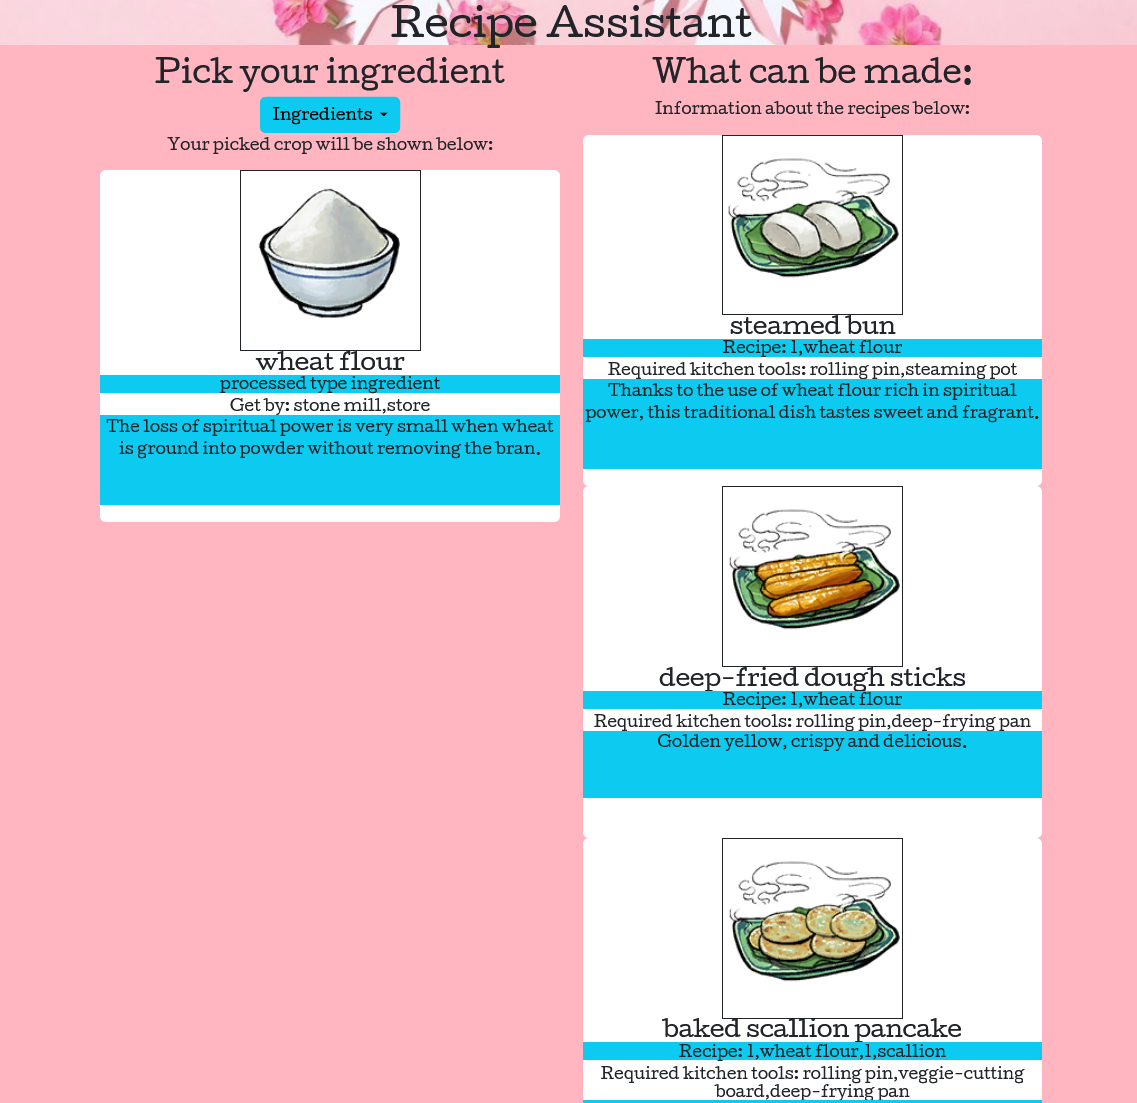 Recipe Assistant
Pick your ingredient
Ingredients
Your picked crop will be shown below:
wheat flour
processed type ingredient
Get by: stone mill,store
The loss of spiritual power is very small when wheat
is ground into powder without removing the bran.
What can be made:
Information about the recipes below:
steamed bun
Recipe: 1,wheat flour
Required kitchen tools: rolling pin,steaming pot
Thanks to the use of wheat flour rich in spiritual
power, this traditional dish tastes sweet and fragrant.
deep-fried dough sticks
Recipe: 1,wheat flour
Required kitchen tools: rolling pin,deep-frying pan
Golden yellow, crispy and delicious.
baked scallion pancake
Recipe: 1,wheat flour,1,scallion
Required kitchen tools: rolling pin,veggie-cutting
board,deep-frying pan